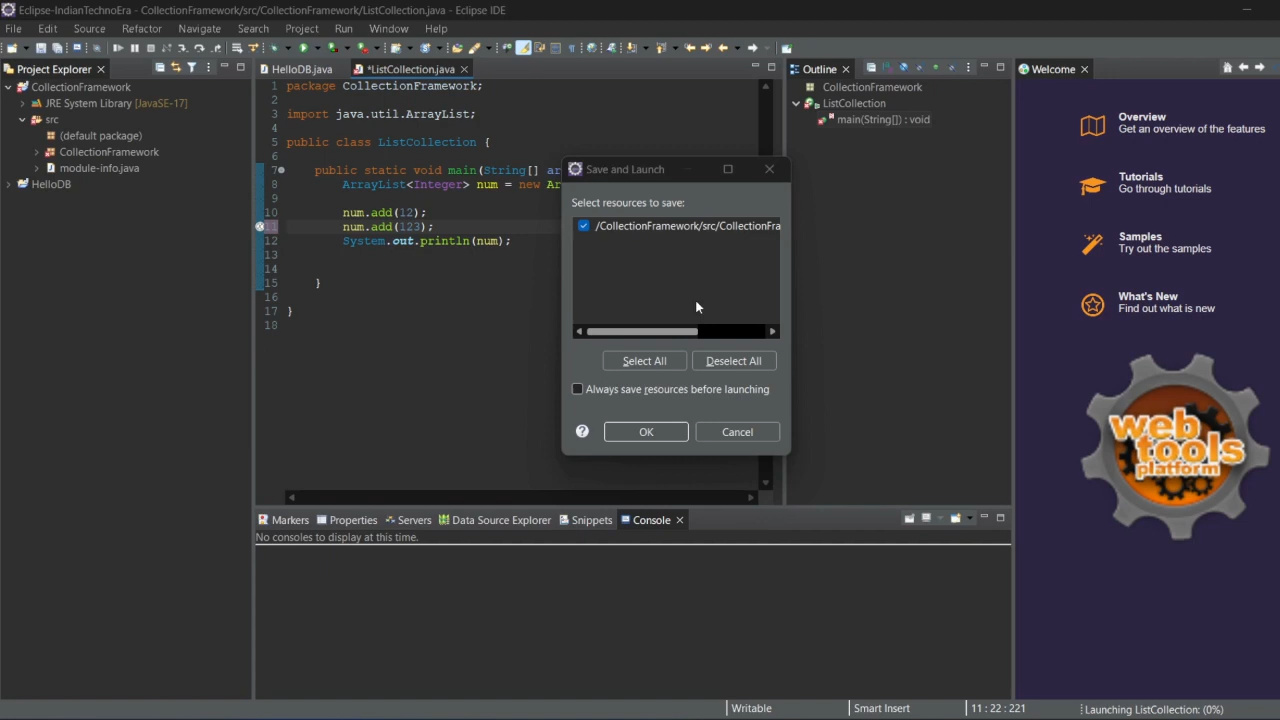 Eclipse-IndianTechnoEra - CollectionFramework/src/CollectionFramework/ListCollection.java - Eclipse IDE
File Edit Source Refactor Navigate Search Project Run Window Help
Project Explorer
CollectionFramework
JRE System Library [JavaSE-17]
src
(default package)
CollectionFramework
module-info.java
HelloDB
HelloDB.java
*ListCollection.java
1 package CollectionFramework;
2
3 import java.util.ArrayList;
4
5 public class ListCollection {
6
7 public static void main(String[] ar
8 ArrayList<Integer> num = new Ar
9
10 num.add(12);
11 num.add(123);
12 System.out.println(num);
13
14
15 }
16
17 }
18
Save and Launch
Select resources to save:
/CollectionFramework/src/CollectionFra
Select All Deselect All
Always save resources before launching
? OK Cancel
Outline
CollectionFramework
ListCollection
main(String[]) : void
Welcome
Overview
Get an overview of the features
Tutorials
Go through tutorials
Samples
Try out the samples
What's New
Find out what is new
web
tools
platform
Markers Properties Servers Data Source Explorer Snippets Console
No consoles to display at this time.
Writable Smart Insert 11 : 22 : 221 Launching ListCollection: (0%)